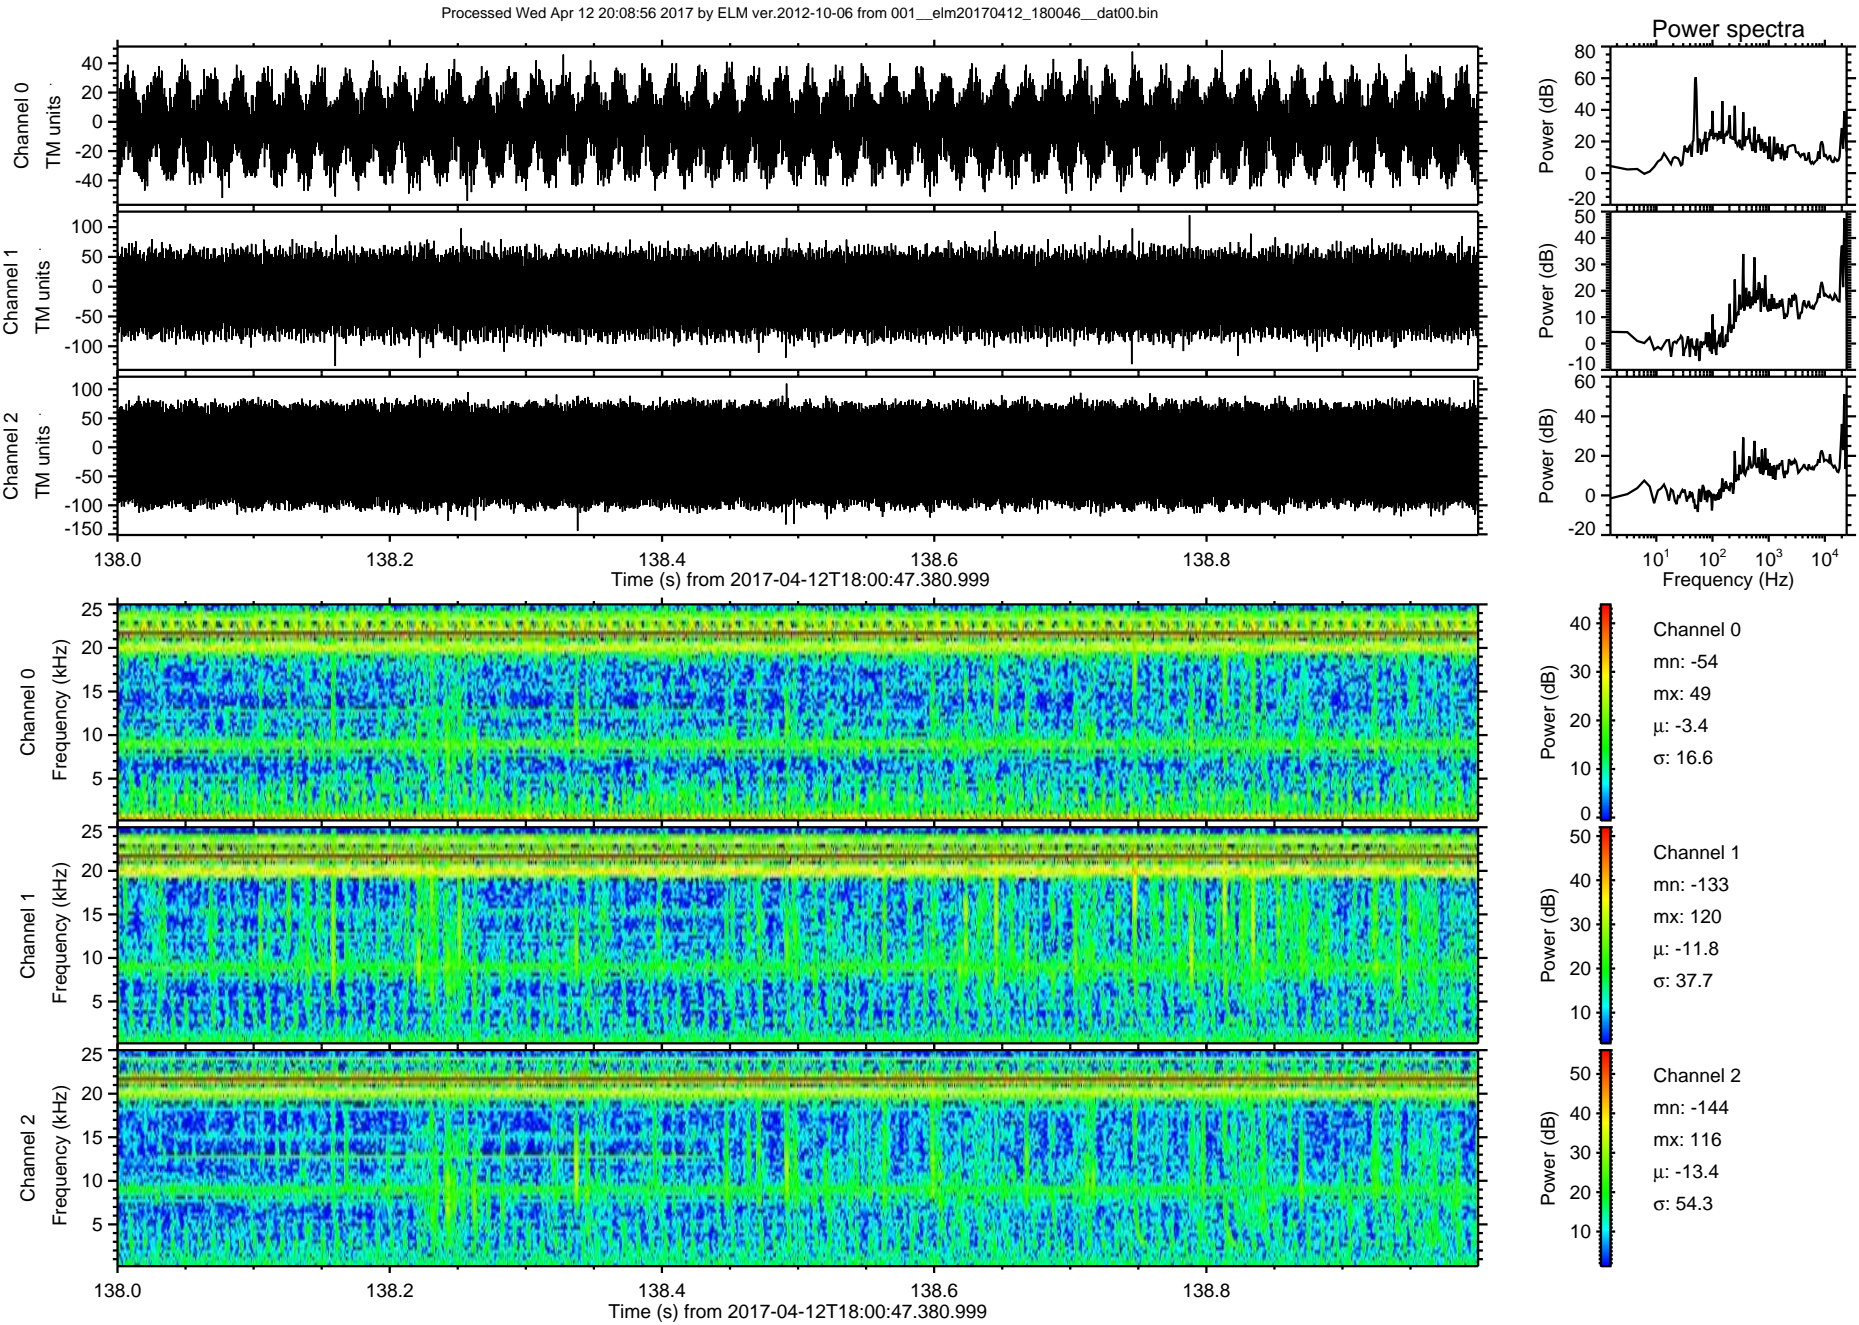 Processed Wed Apr 12 20:08:56 2017 by ELM ver.2012-10-06 from 001__elm20170412_180046__dat00.bin
Power spectra
Channel 0
TM units
40
20
0
-20
-40
Power (dB)
80
60
40
20
0
-20
Channel 1
TM units
100
50
0
-50
-100
Power (dB)
50
40
30
20
10
0
-10
Channel 2
TM units
100
50
0
-50
-100
-150
Power (dB)
60
40
20
0
-20
138.0 138.2 138.4 138.6 138.8
Time (s) from 2017-04-12T18:00:47.380.999
10^1 10^2 10^3 10^4
Frequency (Hz)
Channel 0
Frequency (kHz)
25
20
15
10
5
Power (dB)
40
30
20
10
0
Channel 0
mn: -54
mx: 49
μ: -3.4
σ: 16.6
Channel 1
Frequency (kHz)
25
20
15
10
5
Power (dB)
50
40
30
20
10
Channel 1
mn: -133
mx: 120
μ: -11.8
σ: 37.7
Channel 2
Frequency (kHz)
25
20
15
10
5
Power (dB)
50
40
30
20
10
Channel 2
mn: -144
mx: 116
μ: -13.4
σ: 54.3
138.0 138.2 138.4 138.6 138.8
Time (s) from 2017-04-12T18:00:47.380.999